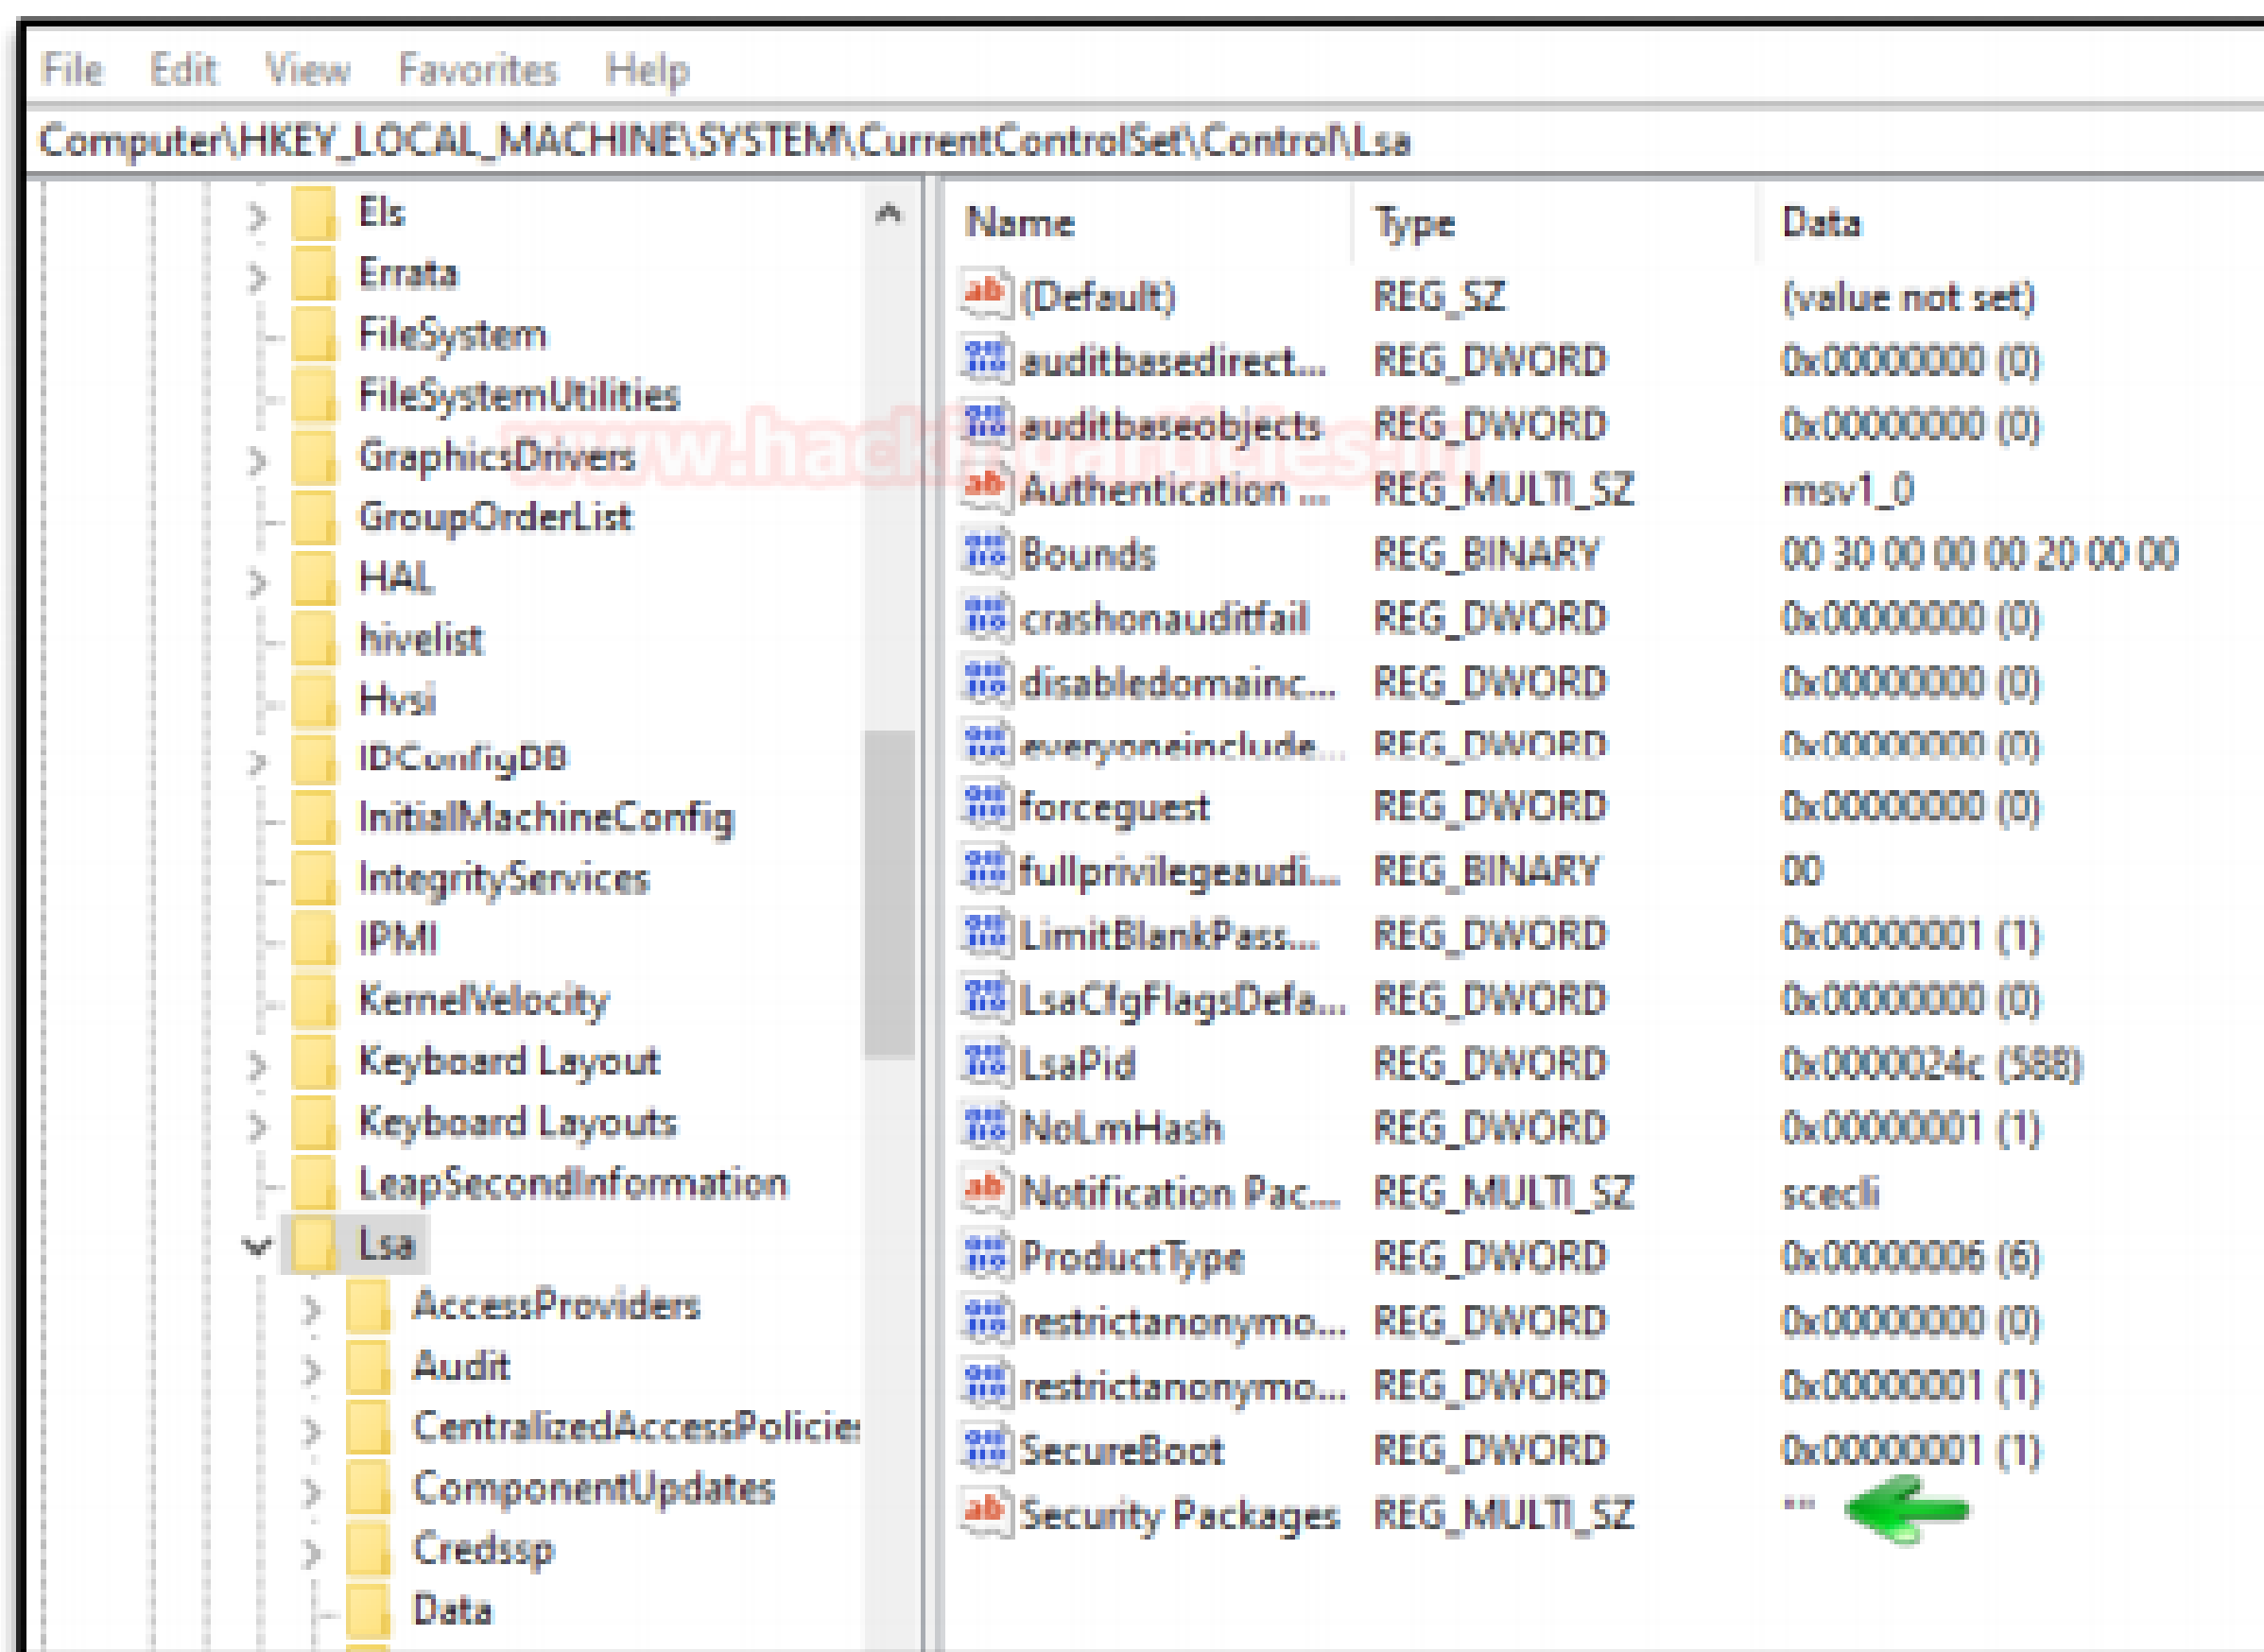 File Edit View Favorites Help
Computer\HKEY_LOCAL_MACHINE\SYSTEM\CurrentControlSet\Control\Lsa
Els
Errata
FileSystem
FileSystemUtilities
GraphicsDrivers
GroupOrderList
HAL
hivelist
Hvsi
IDConfigDB
InitialMachineConfig
IntegrityServices
IPMI
KernelVelocity
Keyboard Layout
Keyboard Layouts
LeapSecondInformation
Lsa
AccessProviders
Audit
CentralizedAccessPolicies
ComponentUpdates
Credssp
Data
Name Type Data
(Default) REG_SZ (value not set)
auditbasedirect... REG_DWORD 0x00000000 (0)
auditbaseobjects REG_DWORD 0x00000000 (0)
www.hackingarticles.in
Authentication ... REG_MULTI_SZ msv1_0
Bounds REG_BINARY 00 30 00 00 00 20 00 00
crashonauditfail REG_DWORD 0x00000000 (0)
disabledomainc... REG_DWORD 0x00000000 (0)
everyoneinclude... REG_DWORD 0x00000000 (0)
forceguest REG_DWORD 0x00000000 (0)
fullprivilegeaudi... REG_BINARY 00
LimitBlankPass... REG_DWORD 0x00000001 (1)
LsaCfgFlagsDefa... REG_DWORD 0x00000000 (0)
LsaPid REG_DWORD 0x0000024c (588)
NoLmHash REG_DWORD 0x00000001 (1)
Notification Pac... REG_MULTI_SZ scecli
ProductType REG_DWORD 0x00000006 (6)
restrictanonymo... REG_DWORD 0x00000000 (0)
restrictanonymo... REG_DWORD 0x00000001 (1)
SecureBoot REG_DWORD 0x00000001 (1)
Security Packages REG_MULTI_SZ ""